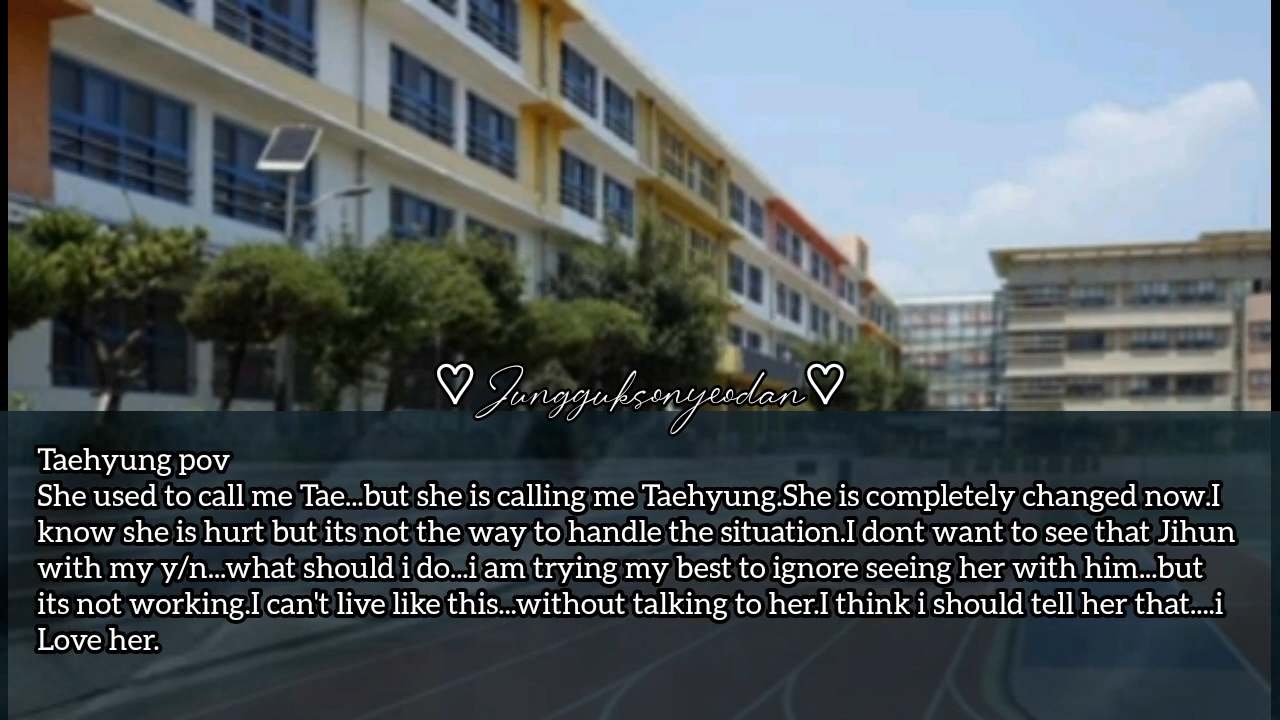 ♡Jungguksonyeodan♡
Taehyung pov
She used to call me Tae...but she is calling me Taehyung.She is completely changed now.I
know she is hurt but its not the way to handle the situation.I dont want to see that Jihun
with my y/n...what should i do...i am trying my best to ignore seeing her with him...but
its not working.I can't live like this...without talking to her.I think i should tell her that....i
Love her.